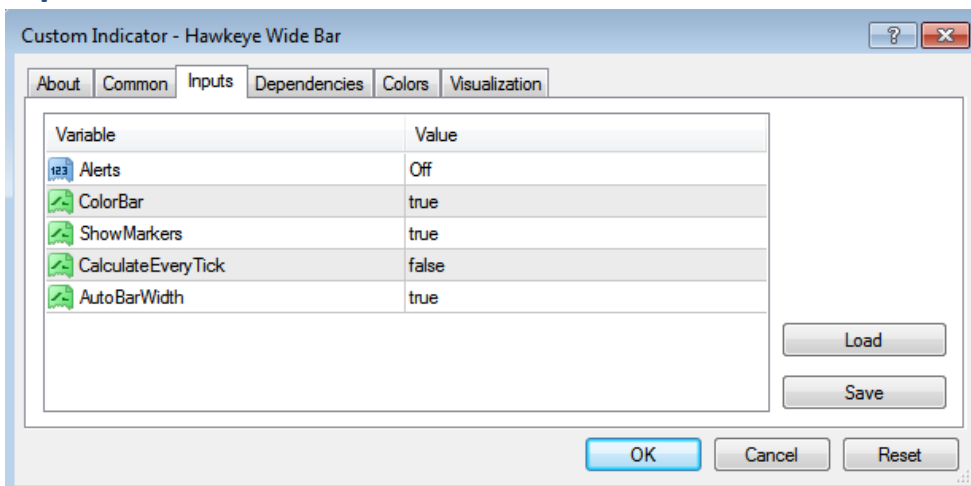 Custom Indicator - Hawkeye Wide Bar
About Common Inputs Dependencies Colors Visualization
Variable Value
123 Alerts Off
ColorBar true
ShowMarkers true
CalculateEveryTick false
AutoBarWidth true
Load
Save
OK Cancel Reset